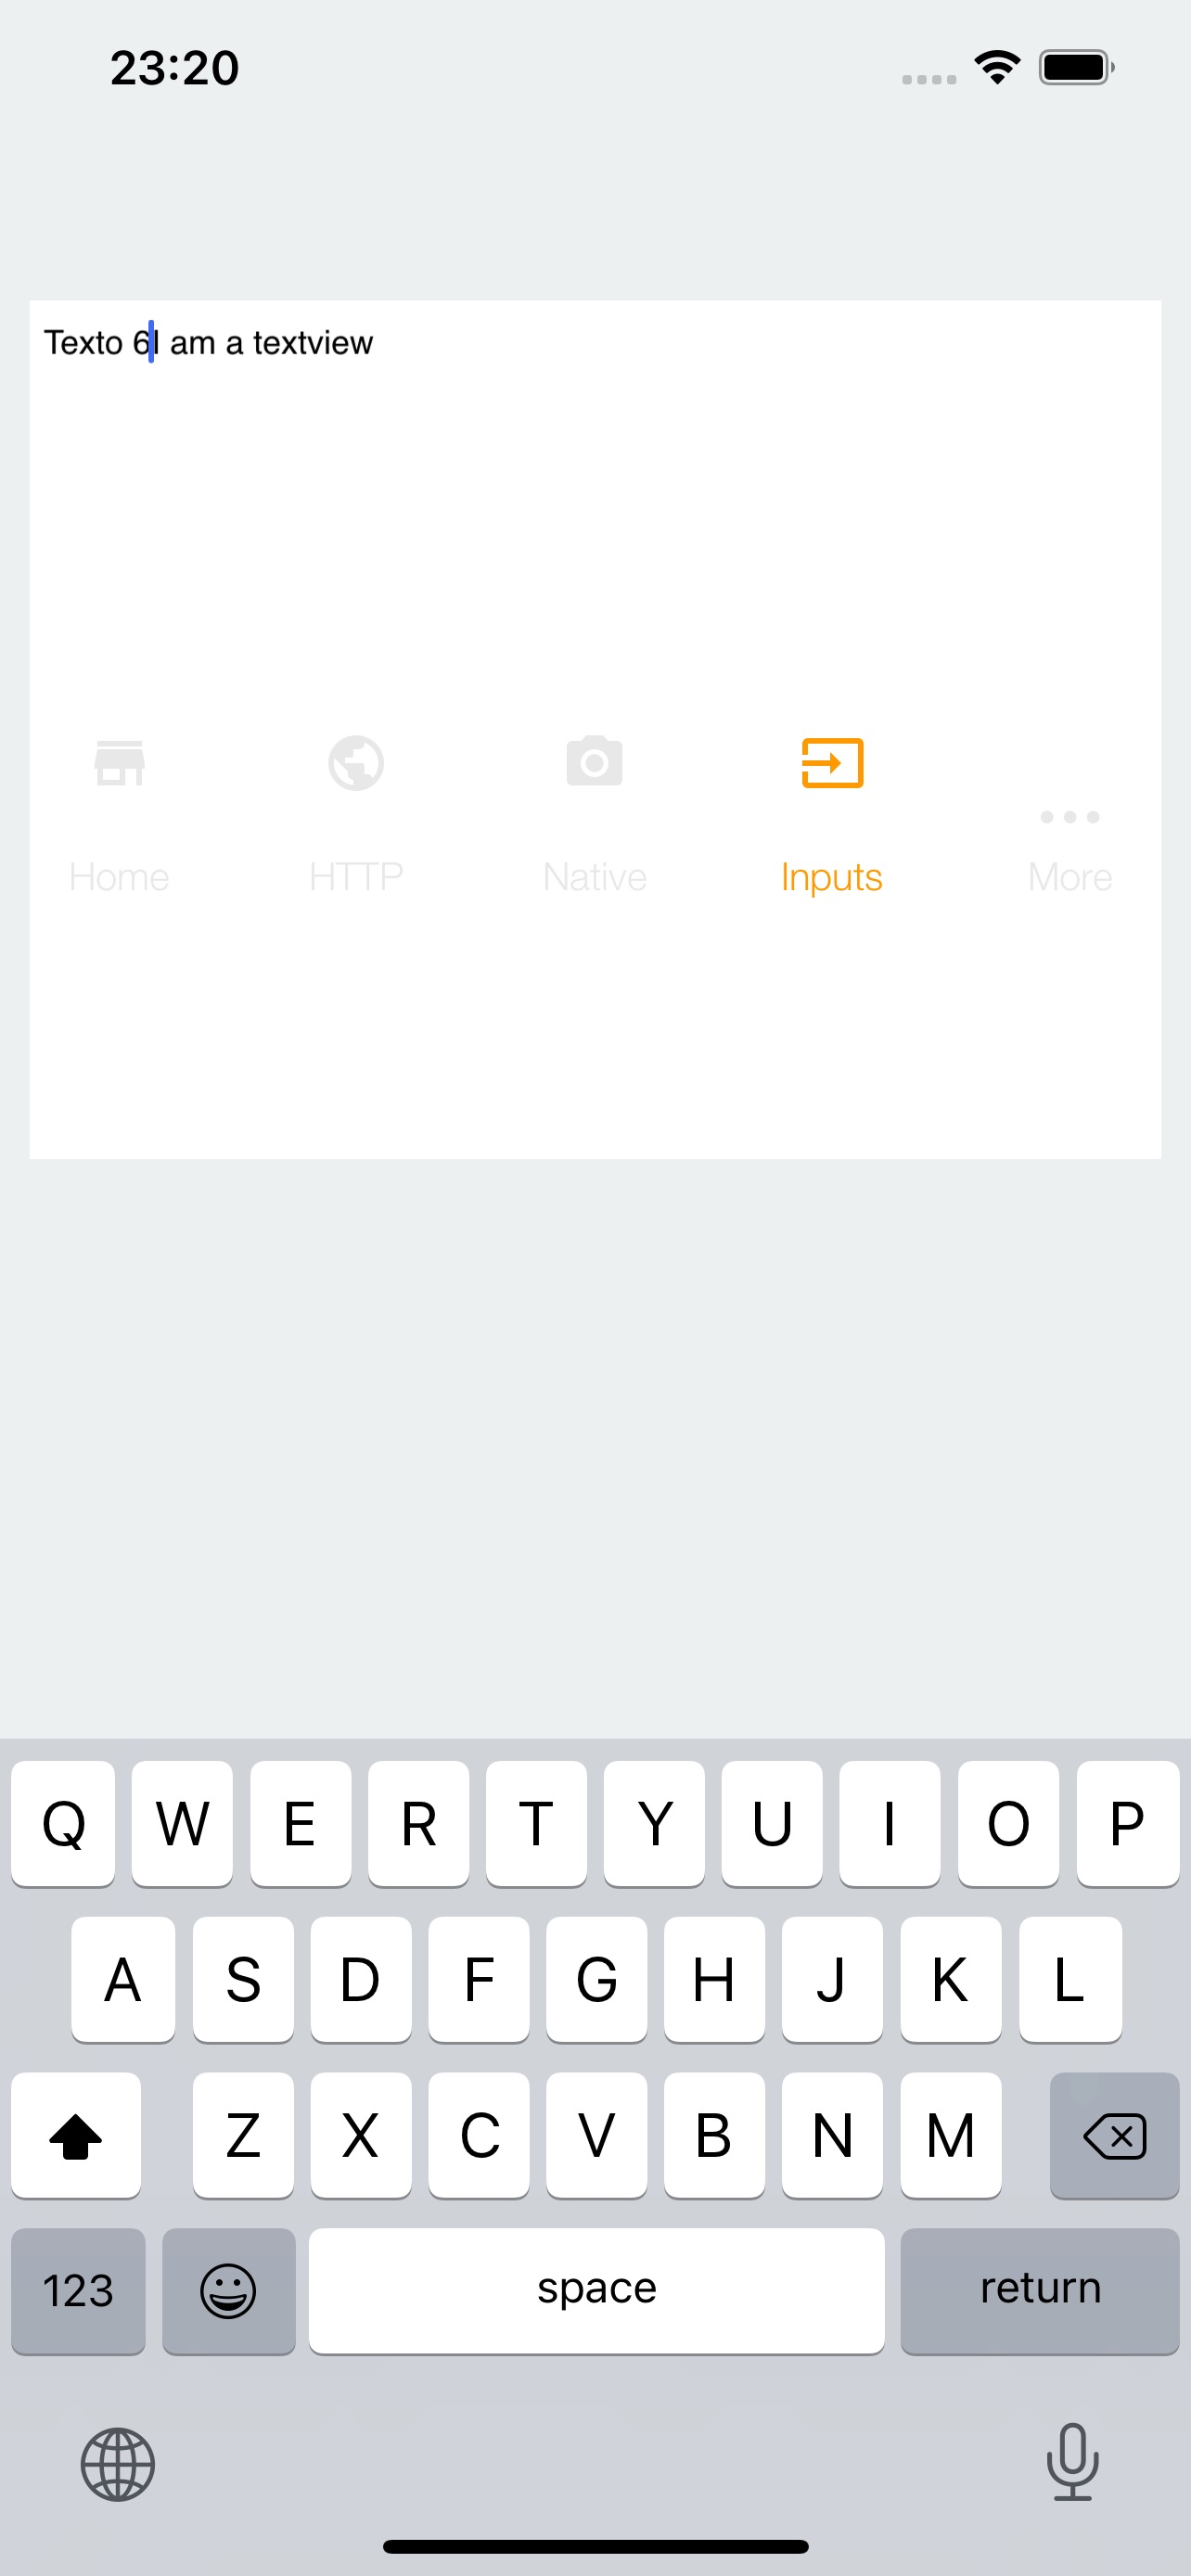 23:20
Texto 6I am a textview
Home HTTP Native Inputs More
Q W E R T Y U I O P
A S D F G H J K L
Z X C V B N M
123 space return